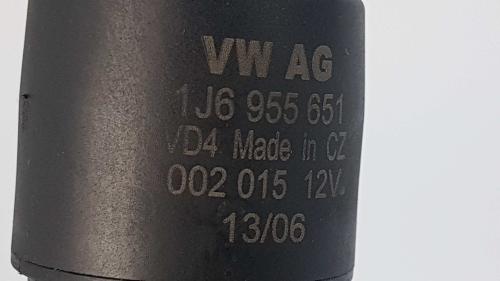 VW AG
1J6 955 651
VD4 Made in CZ
002 015 12V.
13/06